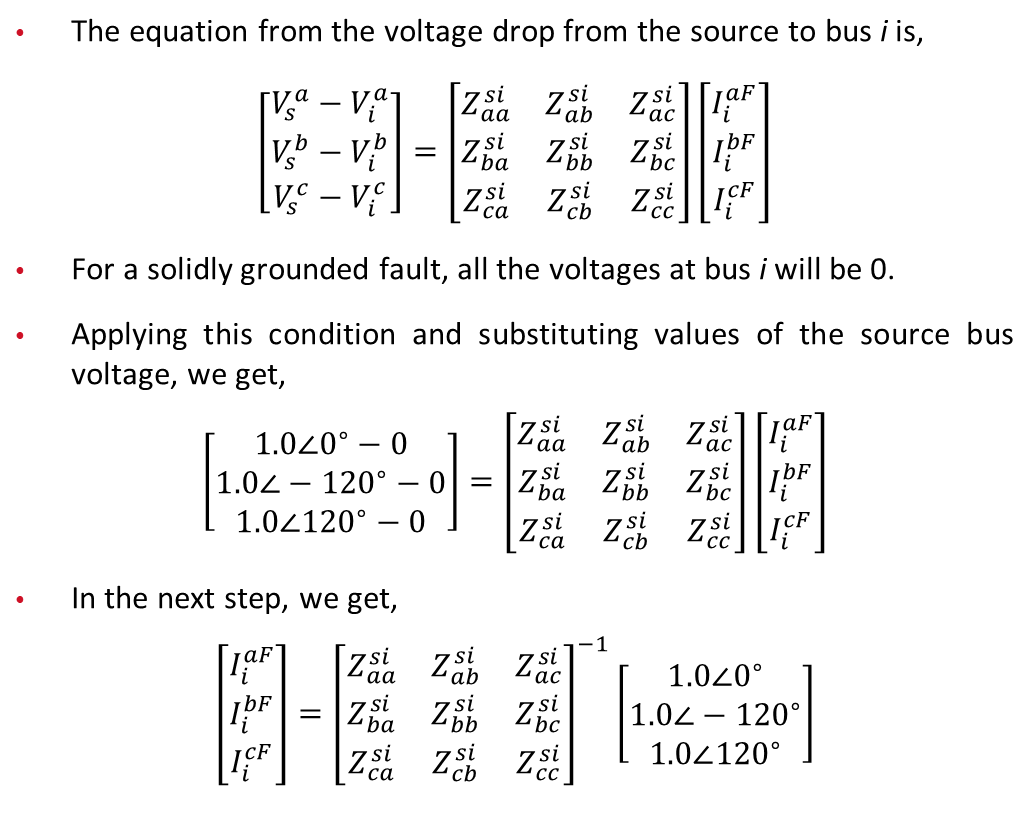 • The equation from the voltage drop from the source to bus i is,
[V_s^a − V_i^a; V_s^b − V_i^b; V_s^c − V_i^c] = [Z_aa^si Z_ab^si Z_ac^si; Z_ba^si Z_bb^si Z_bc^si; Z_ca^si Z_cb^si Z_cc^si] [I_i^aF; I_i^bF; I_i^cF]
• For a solidly grounded fault, all the voltages at bus i will be 0.
• Applying this condition and substituting values of the source bus
voltage, we get,
[1.0∠0° − 0; 1.0∠ − 120° − 0; 1.0∠120° − 0] = [Z_aa^si Z_ab^si Z_ac^si; Z_ba^si Z_bb^si Z_bc^si; Z_ca^si Z_cb^si Z_cc^si] [I_i^aF; I_i^bF; I_i^cF]
• In the next step, we get,
[I_i^aF; I_i^bF; I_i^cF] = [Z_aa^si Z_ab^si Z_ac^si; Z_ba^si Z_bb^si Z_bc^si; Z_ca^si Z_cb^si Z_cc^si]^−1 [1.0∠0°; 1.0∠ − 120°; 1.0∠120°]